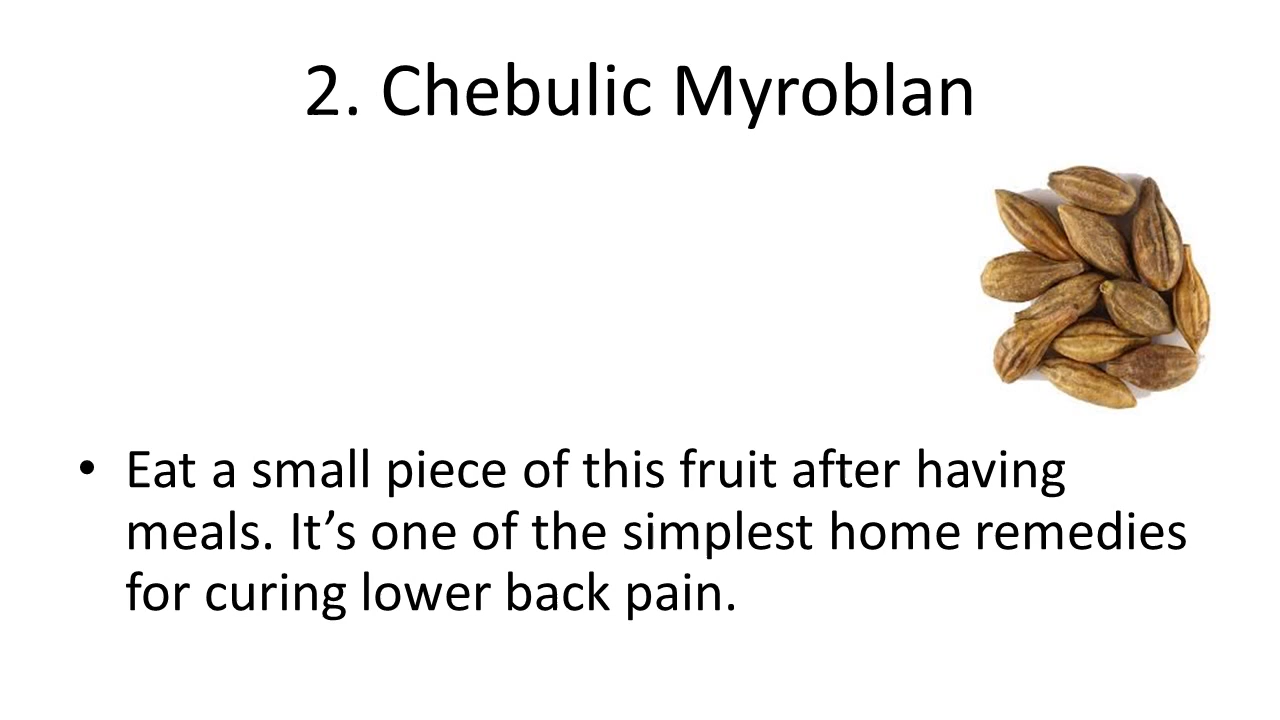 2. Chebulic Myroblan
• Eat a small piece of this fruit after having
meals. It’s one of the simplest home remedies
for curing lower back pain.